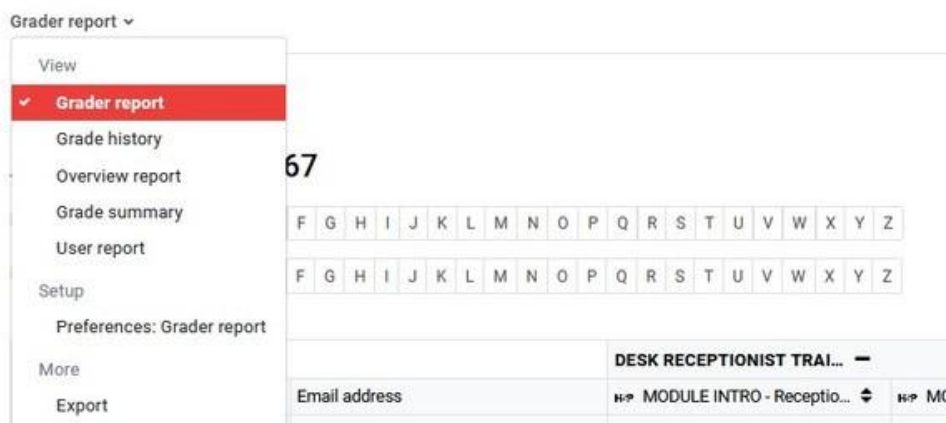 Grader report
View
Grader report
Grade history
67
Overview report
Grade summary
F G H I J K L M N O P Q R S T U V W X Y Z
User report
F G H I J K L M N O P Q R S T U V W X Y Z
Setup
Preferences: Grader report
More
DESK RECEPTIONIST TRAI...
Export
Email address
H-P MODULE INTRO - Receptio...
H-P MO